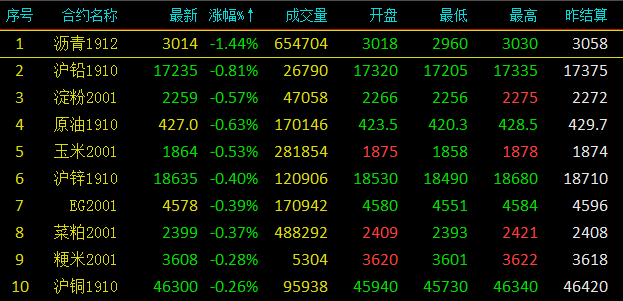 序号 合约名称 最新 涨幅%↑ 成交量 开盘 最低 最高 昨结算
1 沥青1912 3014 -1.44% 654704 3018 2960 3030 3058
2 沪铅1910 17235 -0.81% 26790 17320 17205 17335 17375
3 淀粉2001 2259 -0.57% 47058 2266 2256 2275 2272
4 原油1910 427.0 -0.63% 170146 423.5 420.3 428.5 429.7
5 玉米2001 1864 -0.53% 281854 1875 1858 1878 1874
6 沪锌1910 18635 -0.40% 120906 18530 18490 18680 18710
7 EG2001 4578 -0.39% 170942 4580 4551 4584 4596
8 菜粕2001 2399 -0.37% 488292 2409 2393 2421 2408
9 粳米2001 3608 -0.28% 5304 3620 3601 3622 3618
10 沪铜1910 46300 -0.26% 95938 45940 45730 46340 46420